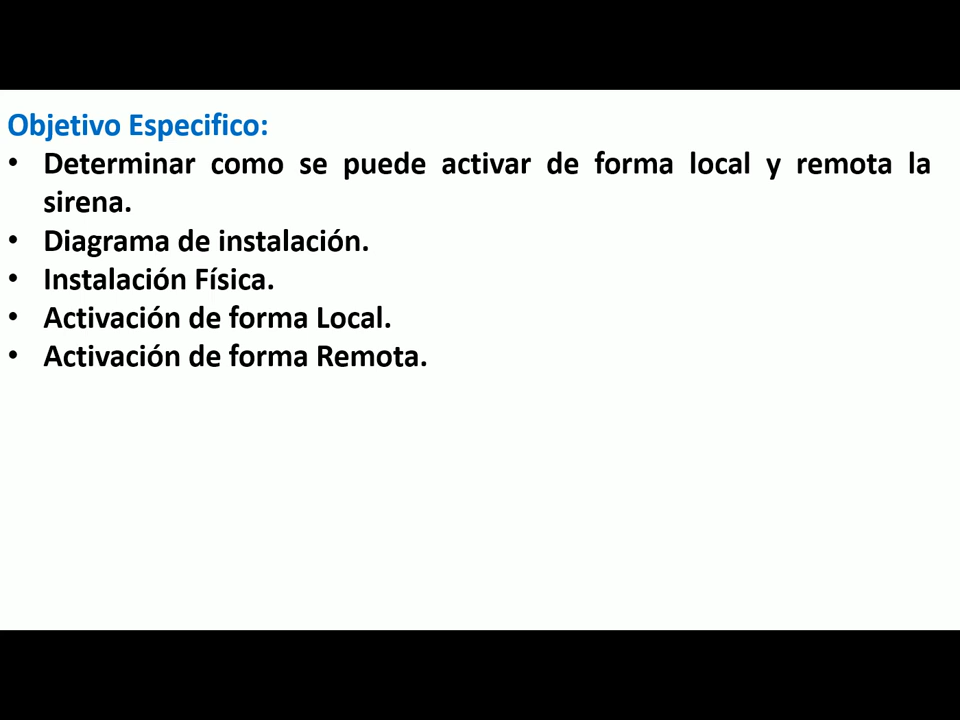 Objetivo Especifico:
• Determinar como se puede activar de forma local y remota la
sirena.
• Diagrama de instalación.
• Instalación Física.
• Activación de forma Local.
• Activación de forma Remota.